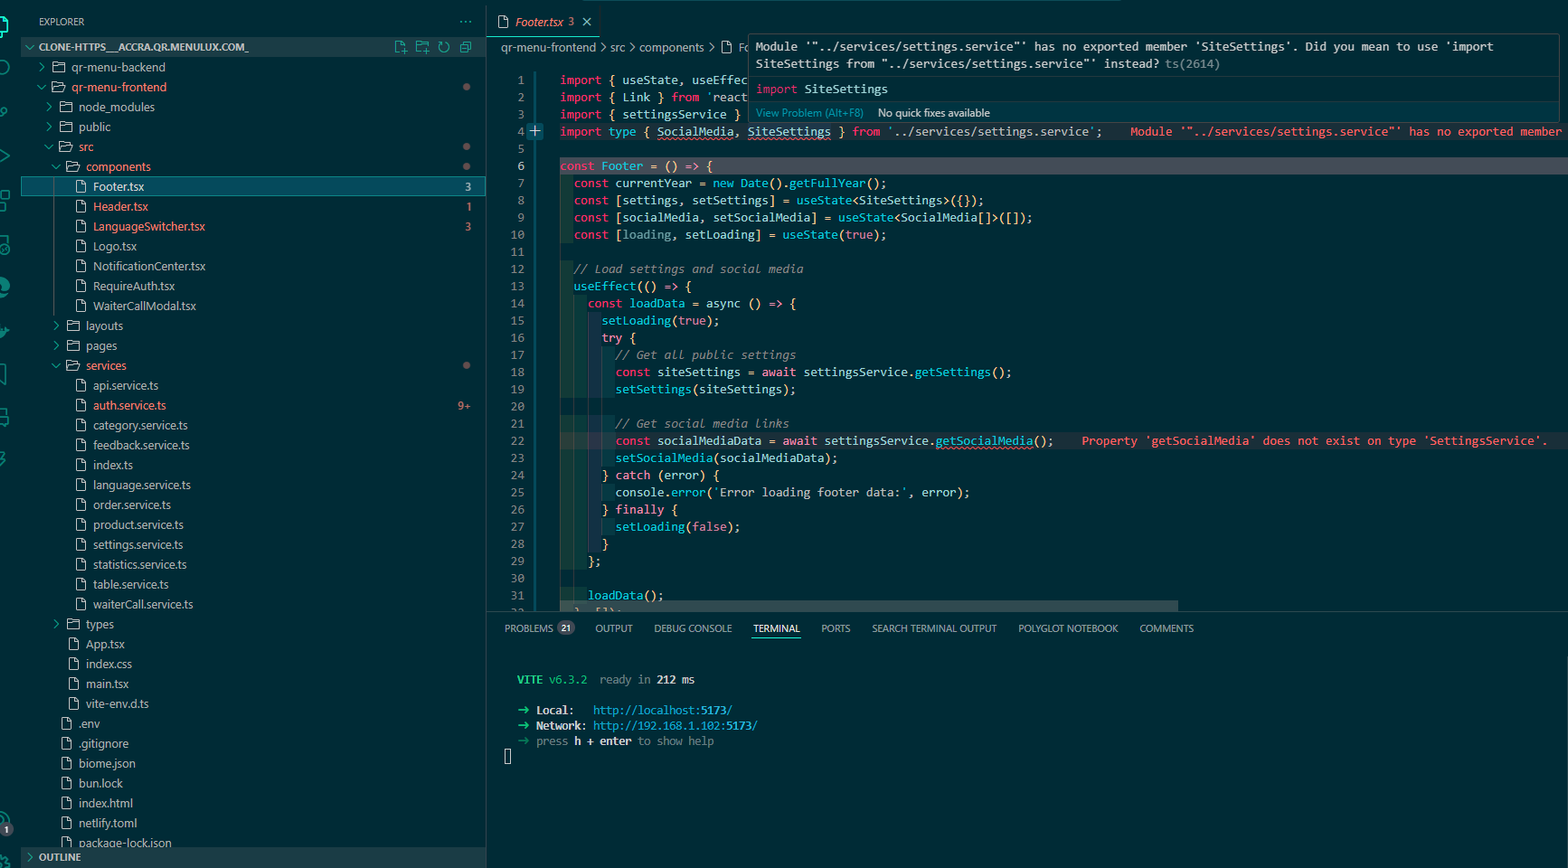 EXPLORER
CLONE-HTTPS__ACCRA.QR.MENULUX.COM_
qr-menu-backend
qr-menu-frontend
node_modules
public
src
components
Footer.tsx 3
Header.tsx 1
LanguageSwitcher.tsx 3
Logo.tsx
NotificationCenter.tsx
RequireAuth.tsx
WaiterCallModal.tsx
layouts
pages
services
api.service.ts
auth.service.ts 9+
category.service.ts
feedback.service.ts
index.ts
language.service.ts
order.service.ts
product.service.ts
settings.service.ts
statistics.service.ts
table.service.ts
waiterCall.service.ts
types
App.tsx
index.css
main.tsx
vite-env.d.ts
.env
.gitignore
biome.json
bun.lock
index.html
netlify.toml
package-lock.json
OUTLINE
1
Footer.tsx 3
qr-menu-frontend > src > components > Fo
Module '"../services/settings.service"' has no exported member 'SiteSettings'. Did you mean to use 'import
SiteSettings from "../services/settings.service"' instead? ts(2614)
import SiteSettings
View Problem (Alt+F8) No quick fixes available
1 import { useState, useEffec
2 import { Link } from 'react
3 import { settingsService }
4 import type { SocialMedia, SiteSettings } from '../services/settings.service'; Module '"../services/settings.service"' has no exported member
5
6 const Footer = () => {
7 const currentYear = new Date().getFullYear();
8 const [settings, setSettings] = useState<SiteSettings>({});
9 const [socialMedia, setSocialMedia] = useState<SocialMedia[]>([]);
10 const [loading, setLoading] = useState(true);
11
12 // Load settings and social media
13 useEffect(() => {
14 const loadData = async () => {
15 setLoading(true);
16 try {
17 // Get all public settings
18 const siteSettings = await settingsService.getSettings();
19 setSettings(siteSettings);
20
21 // Get social media links
22 const socialMediaData = await settingsService.getSocialMedia(); Property 'getSocialMedia' does not exist on type 'SettingsService'.
23 setSocialMedia(socialMediaData);
24 } catch (error) {
25 console.error('Error loading footer data:', error);
26 } finally {
27 setLoading(false);
28 }
29 };
30
31 loadData();
PROBLEMS 21 OUTPUT DEBUG CONSOLE TERMINAL PORTS SEARCH TERMINAL OUTPUT POLYGLOT NOTEBOOK COMMENTS
VITE v6.3.2 ready in 212 ms
➜ Local: http://localhost:5173/
➜ Network: http://192.168.1.102:5173/
➜ press h + enter to show help